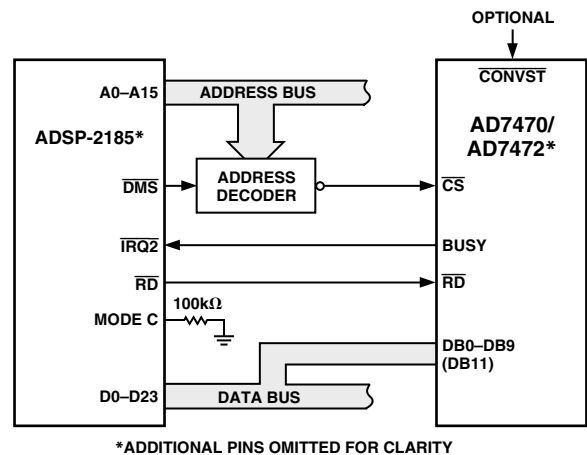 OPTIONAL
A0–A15
ADDRESS BUS
CONVST
ADSP-2185*
AD7470/
AD7472*
DMS
ADDRESS
DECODER
CS
IRQ2
BUSY
RD
RD
MODE C
100kΩ
DB0–DB9
(DB11)
D0–D23
DATA BUS
*ADDITIONAL PINS OMITTED FOR CLARITY